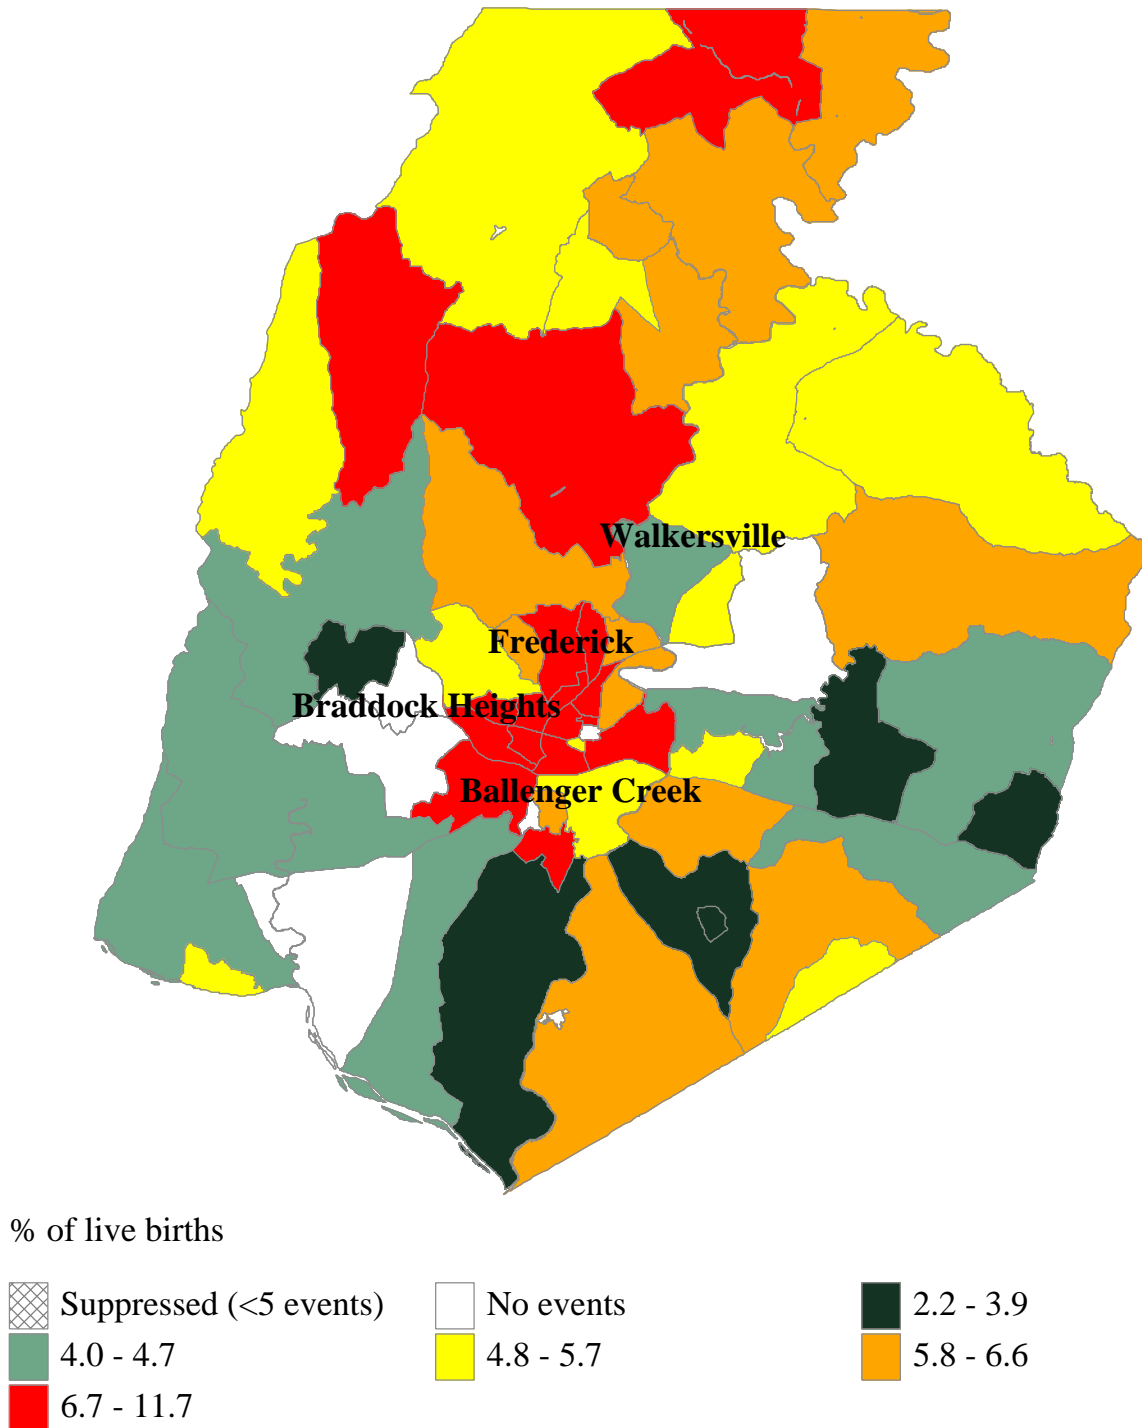 Walkersville
Frederick
Braddock Heights
Ballenger Creek
% of live births
Suppressed (<5 events)
No events
2.2 - 3.9
4.0 - 4.7
4.8 - 5.7
5.8 - 6.6
6.7 - 11.7